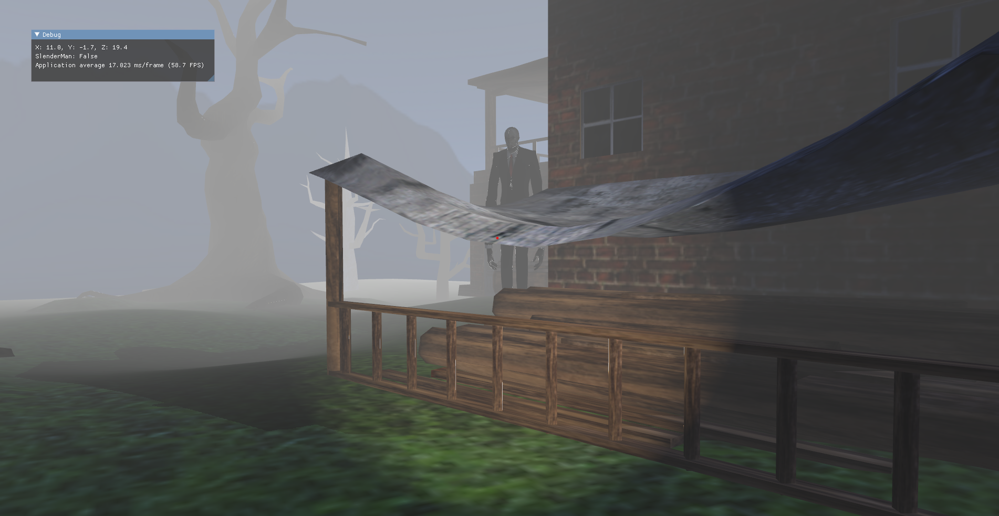 Debug
X: 11.0, Y: -1.7, Z: 19.4
SlenderMan: False
Application average 17.023 ms/frame (58.7 FPS)